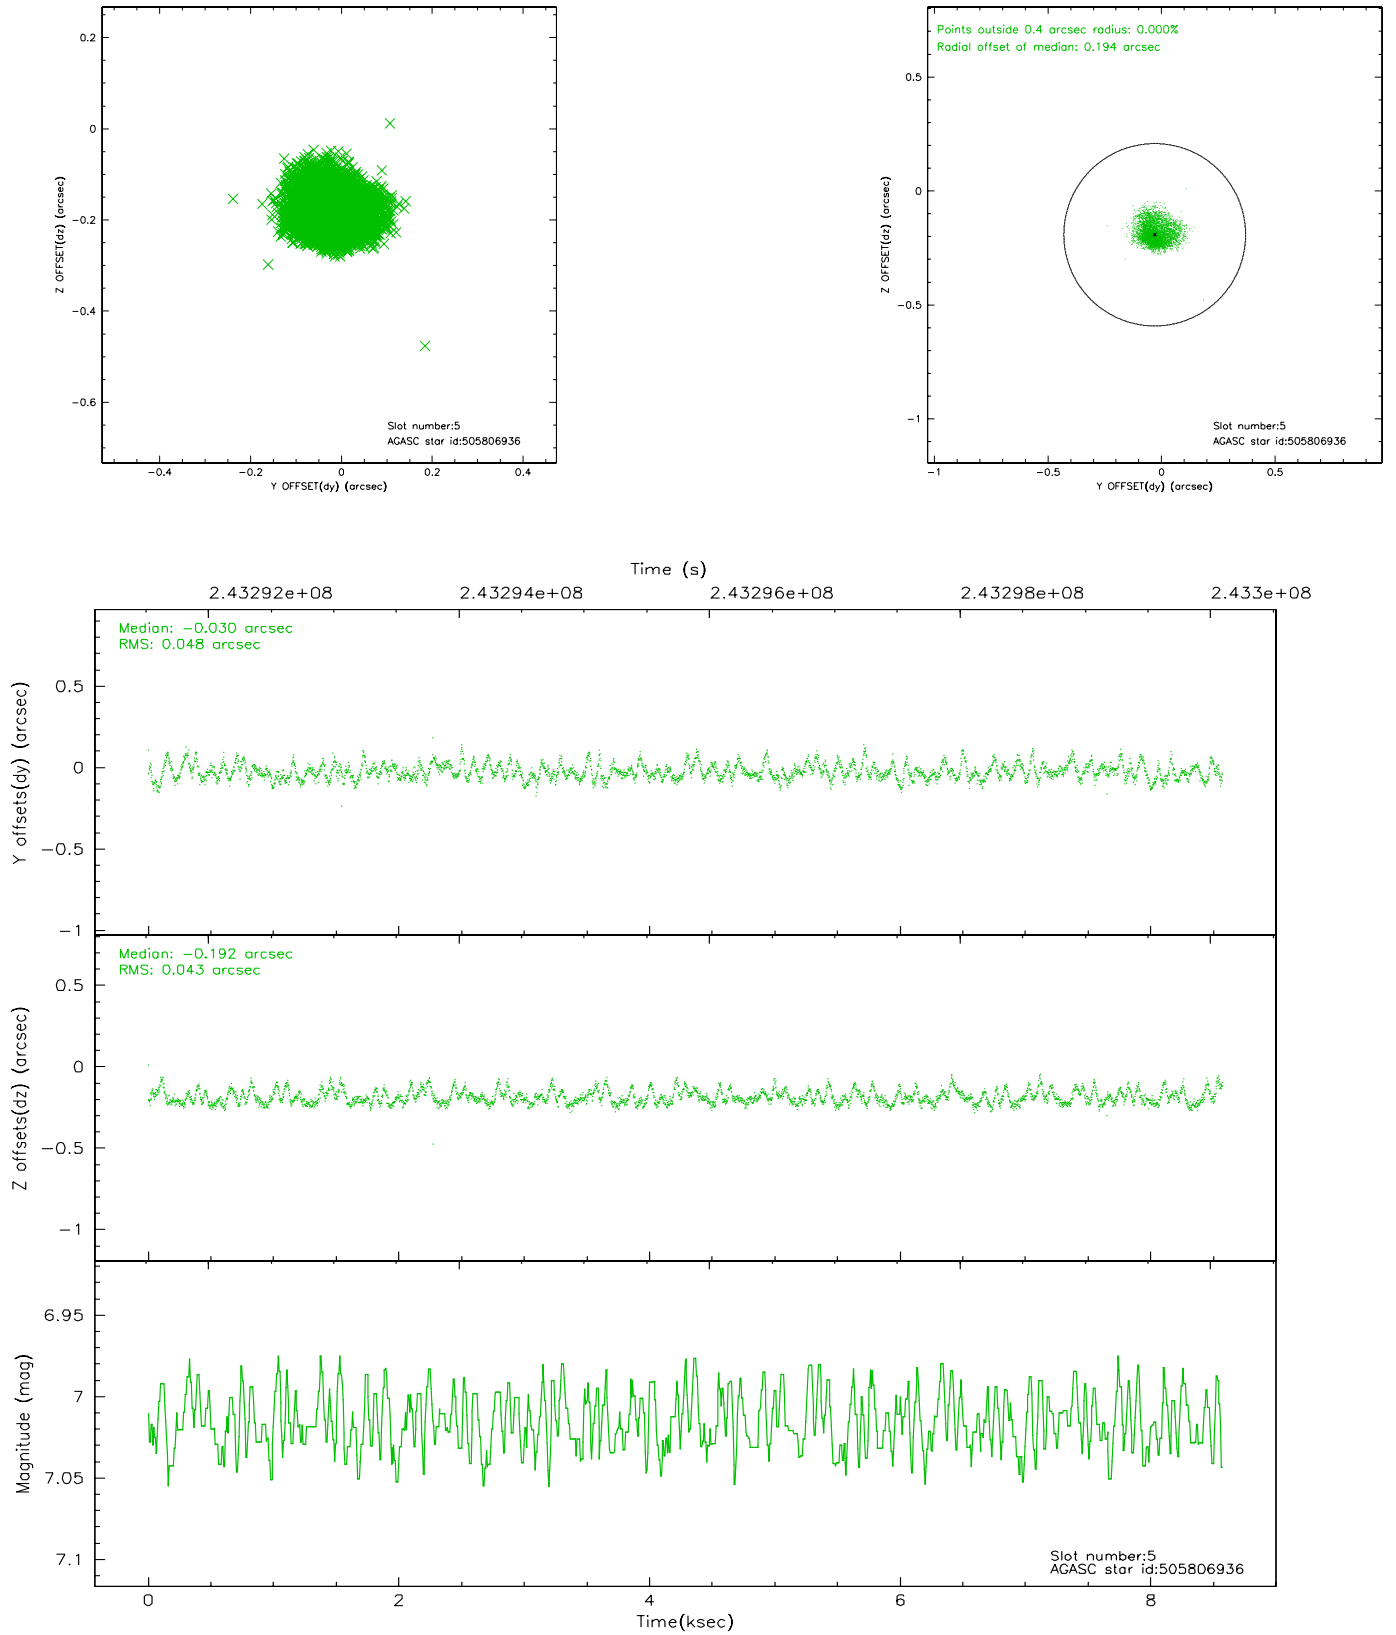 0.2
0
−0.2
−0.4
−0.6
Z OFFSET(dz) (arcsec)
Slot number:5
AGASC star id:505806936
−0.4 −0.2 0 0.2 0.4
Y OFFSET(dy) (arcsec)
Points outside 0.4 arcsec radius: 0.000%
Radial offset of median: 0.194 arcsec
0.5
0
−0.5
−1
Z OFFSET(dz) (arcsec)
Slot number:5
AGASC star id:505806936
−1 −0.5 0 0.5
Y OFFSET(dy) (arcsec)
Time (s)
2.43292e+08 2.43294e+08 2.43296e+08 2.43298e+08 2.433e+08
Median: −0.030 arcsec
RMS: 0.048 arcsec
0.5
0
−0.5
−1
Y offsets(dy) (arcsec)
Median: −0.192 arcsec
RMS: 0.043 arcsec
0.5
0
−0.5
−1
Z offsets(dz) (arcsec)
6.95
7
7.05
7.1
Magnitude (mag)
Slot number:5
AGASC star id:505806936
0 2 4 6 8
Time(ksec)